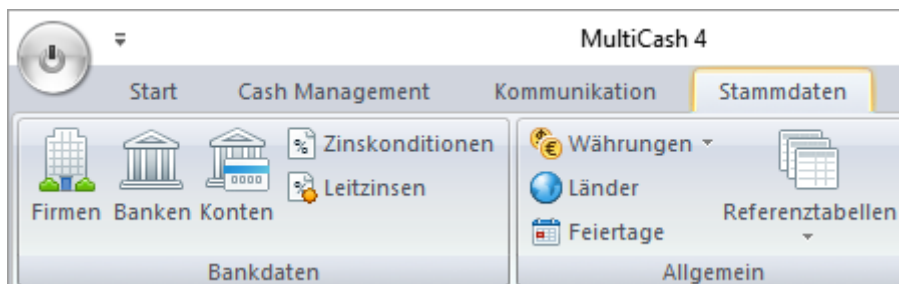 MultiCash 4
Start Cash Management Kommunikation Stammdaten
Firmen Banken Konten
Zinskonditionen
Leitzinsen
Bankdaten
Währungen
Länder
Feiertage
Referenztabellen
Allgemein